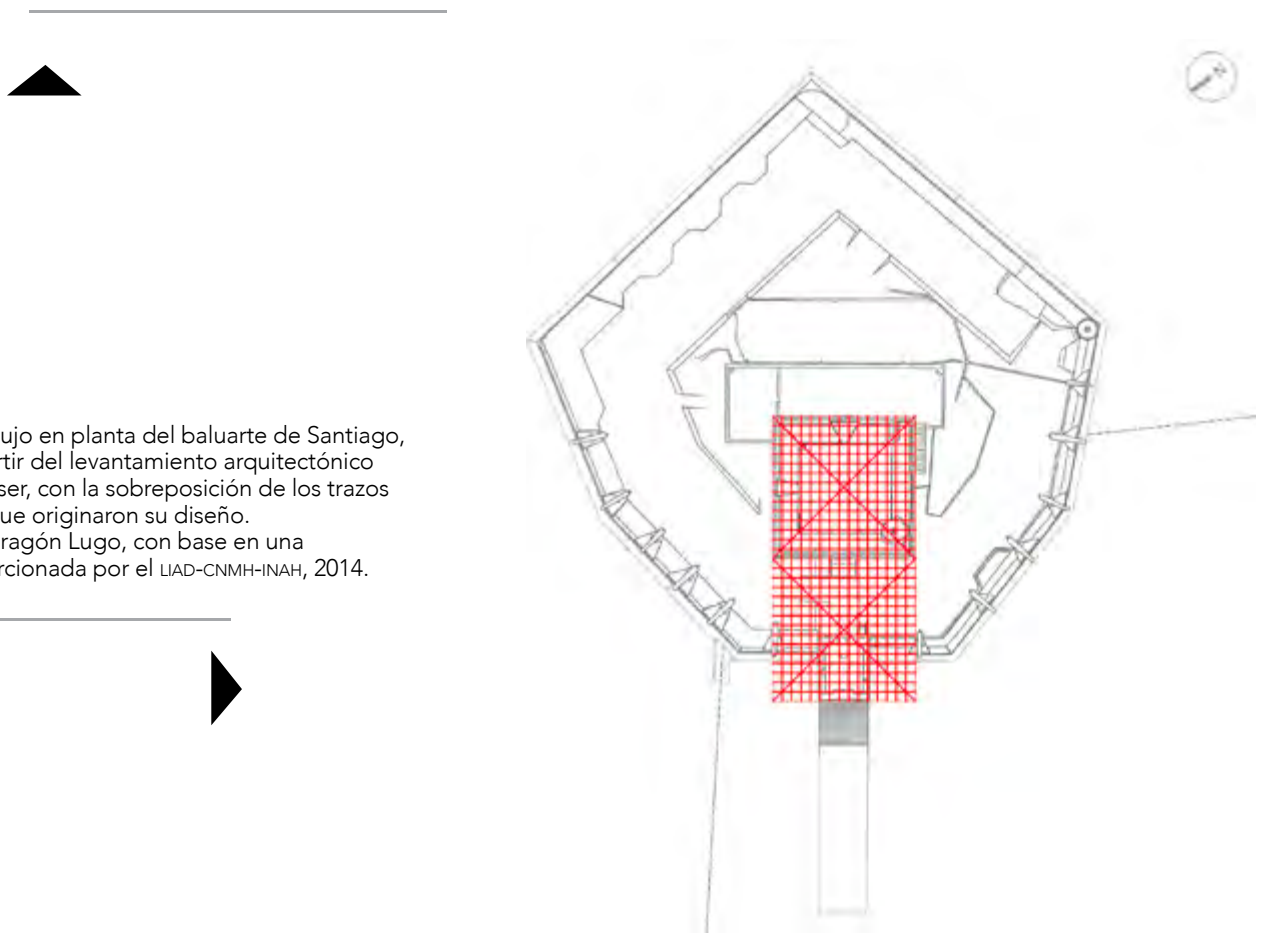 ujo en planta del baluarte de Santiago,
rtir del levantamiento arquitectónico
ser, con la sobreposición de los trazos
ue originaron su diseño.
ragón Lugo, con base en una
rcionada por el LIAD-CNMH-INAH, 2014.